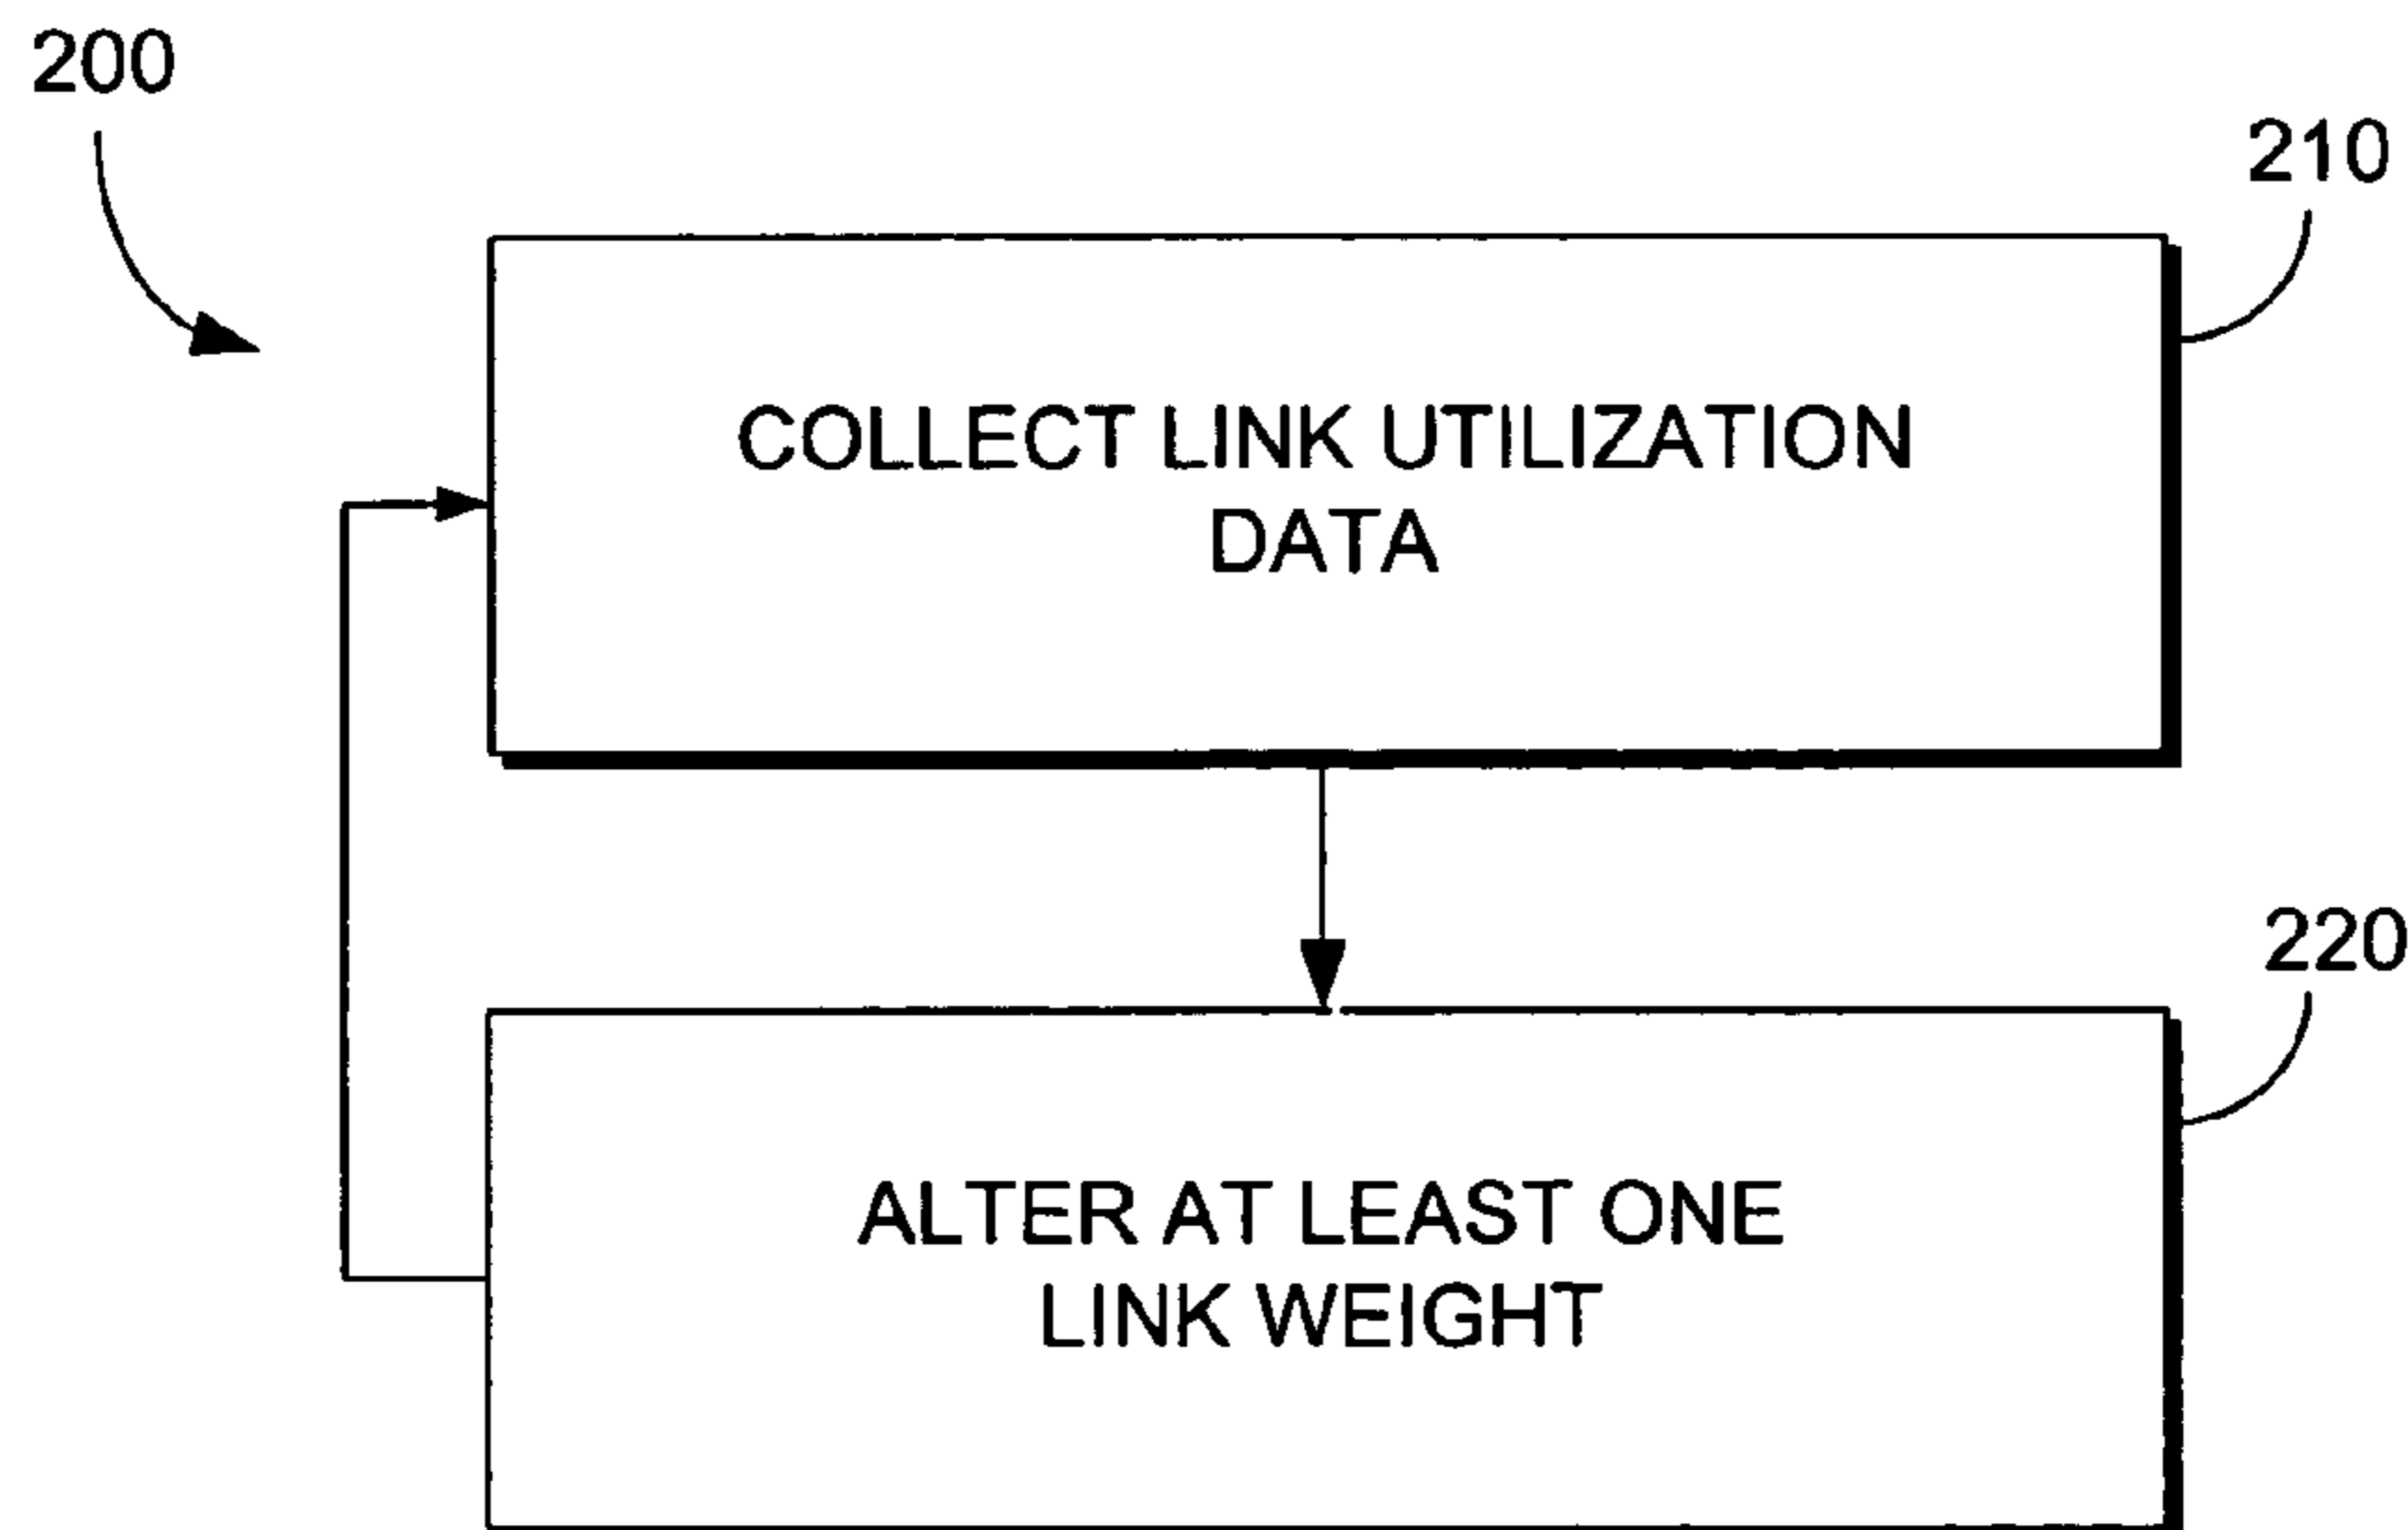 200
210
COLLECT LINK UTILIZATION
DATA
220
ALTER AT LEAST ONE
LINK WEIGHT